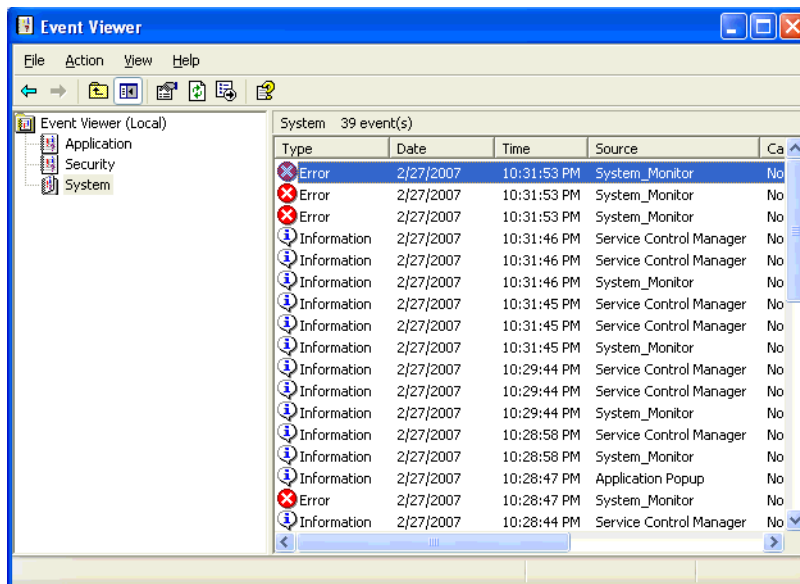 Event Viewer
File Action View Help
Event Viewer (Local)
Application
Security
System
System 39 event(s)
Type Date Time Source Ca
Error 2/27/2007 10:31:53 PM System_Monitor No
Error 2/27/2007 10:31:53 PM System_Monitor No
Error 2/27/2007 10:31:53 PM System_Monitor No
Information 2/27/2007 10:31:46 PM Service Control Manager No
Information 2/27/2007 10:31:46 PM Service Control Manager No
Information 2/27/2007 10:31:46 PM System_Monitor No
Information 2/27/2007 10:31:45 PM Service Control Manager No
Information 2/27/2007 10:31:45 PM Service Control Manager No
Information 2/27/2007 10:31:45 PM System_Monitor No
Information 2/27/2007 10:29:44 PM Service Control Manager No
Information 2/27/2007 10:29:44 PM Service Control Manager No
Information 2/27/2007 10:29:44 PM System_Monitor No
Information 2/27/2007 10:28:58 PM Service Control Manager No
Information 2/27/2007 10:28:58 PM System_Monitor No
Information 2/27/2007 10:28:47 PM Application Popup No
Error 2/27/2007 10:28:47 PM System_Monitor No
Information 2/27/2007 10:28:44 PM Service Control Manager No